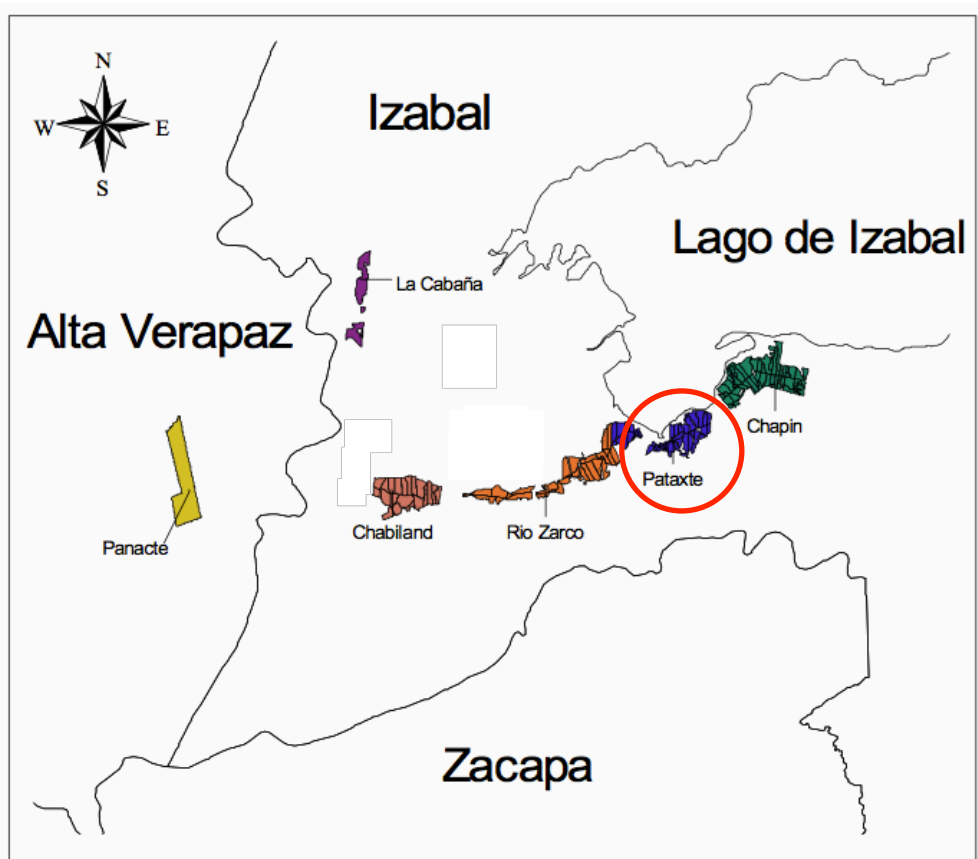 N
W
E
S
Izabal
Lago de Izabal
La Cabaña
Alta Verapaz
Chapin
Pataxte
Chabiland
Rio Zarco
Panacte
Zacapa